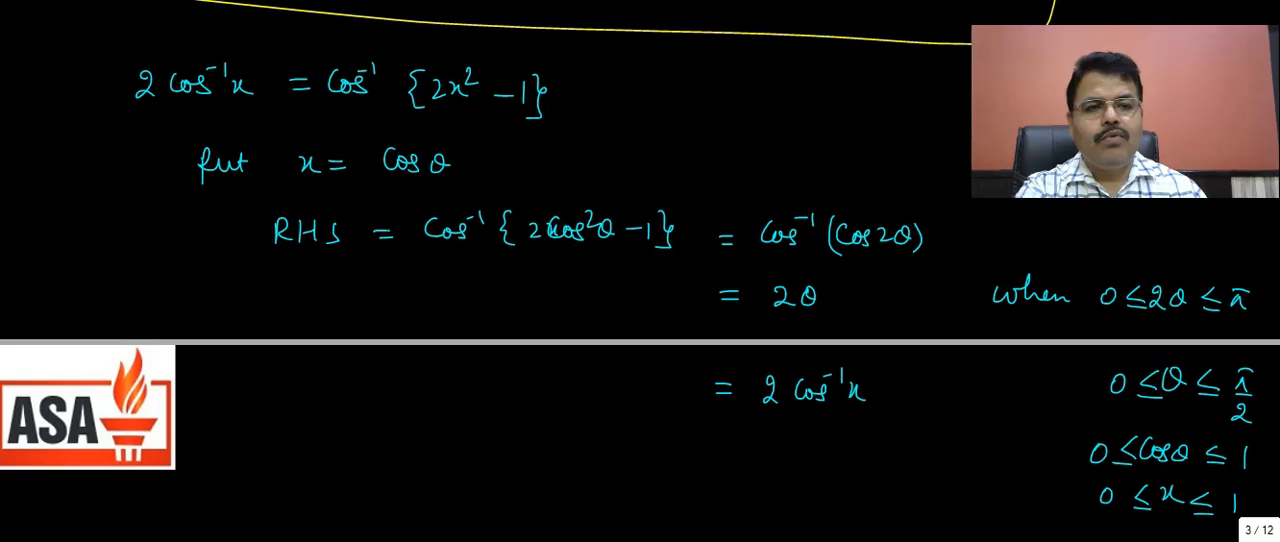 2 cos⁻¹x = cos⁻¹ {2x² – 1}
Put x = cos θ
RHS = cos⁻¹ {2cos²θ – 1} = cos⁻¹ (cos 2θ)
= 2θ when 0 ≤ 2θ ≤ π
= 2 cos⁻¹x 0 ≤ θ ≤ π/2
ASA
0 ≤ cos θ ≤ 1
0 ≤ x ≤ 1
3 / 12